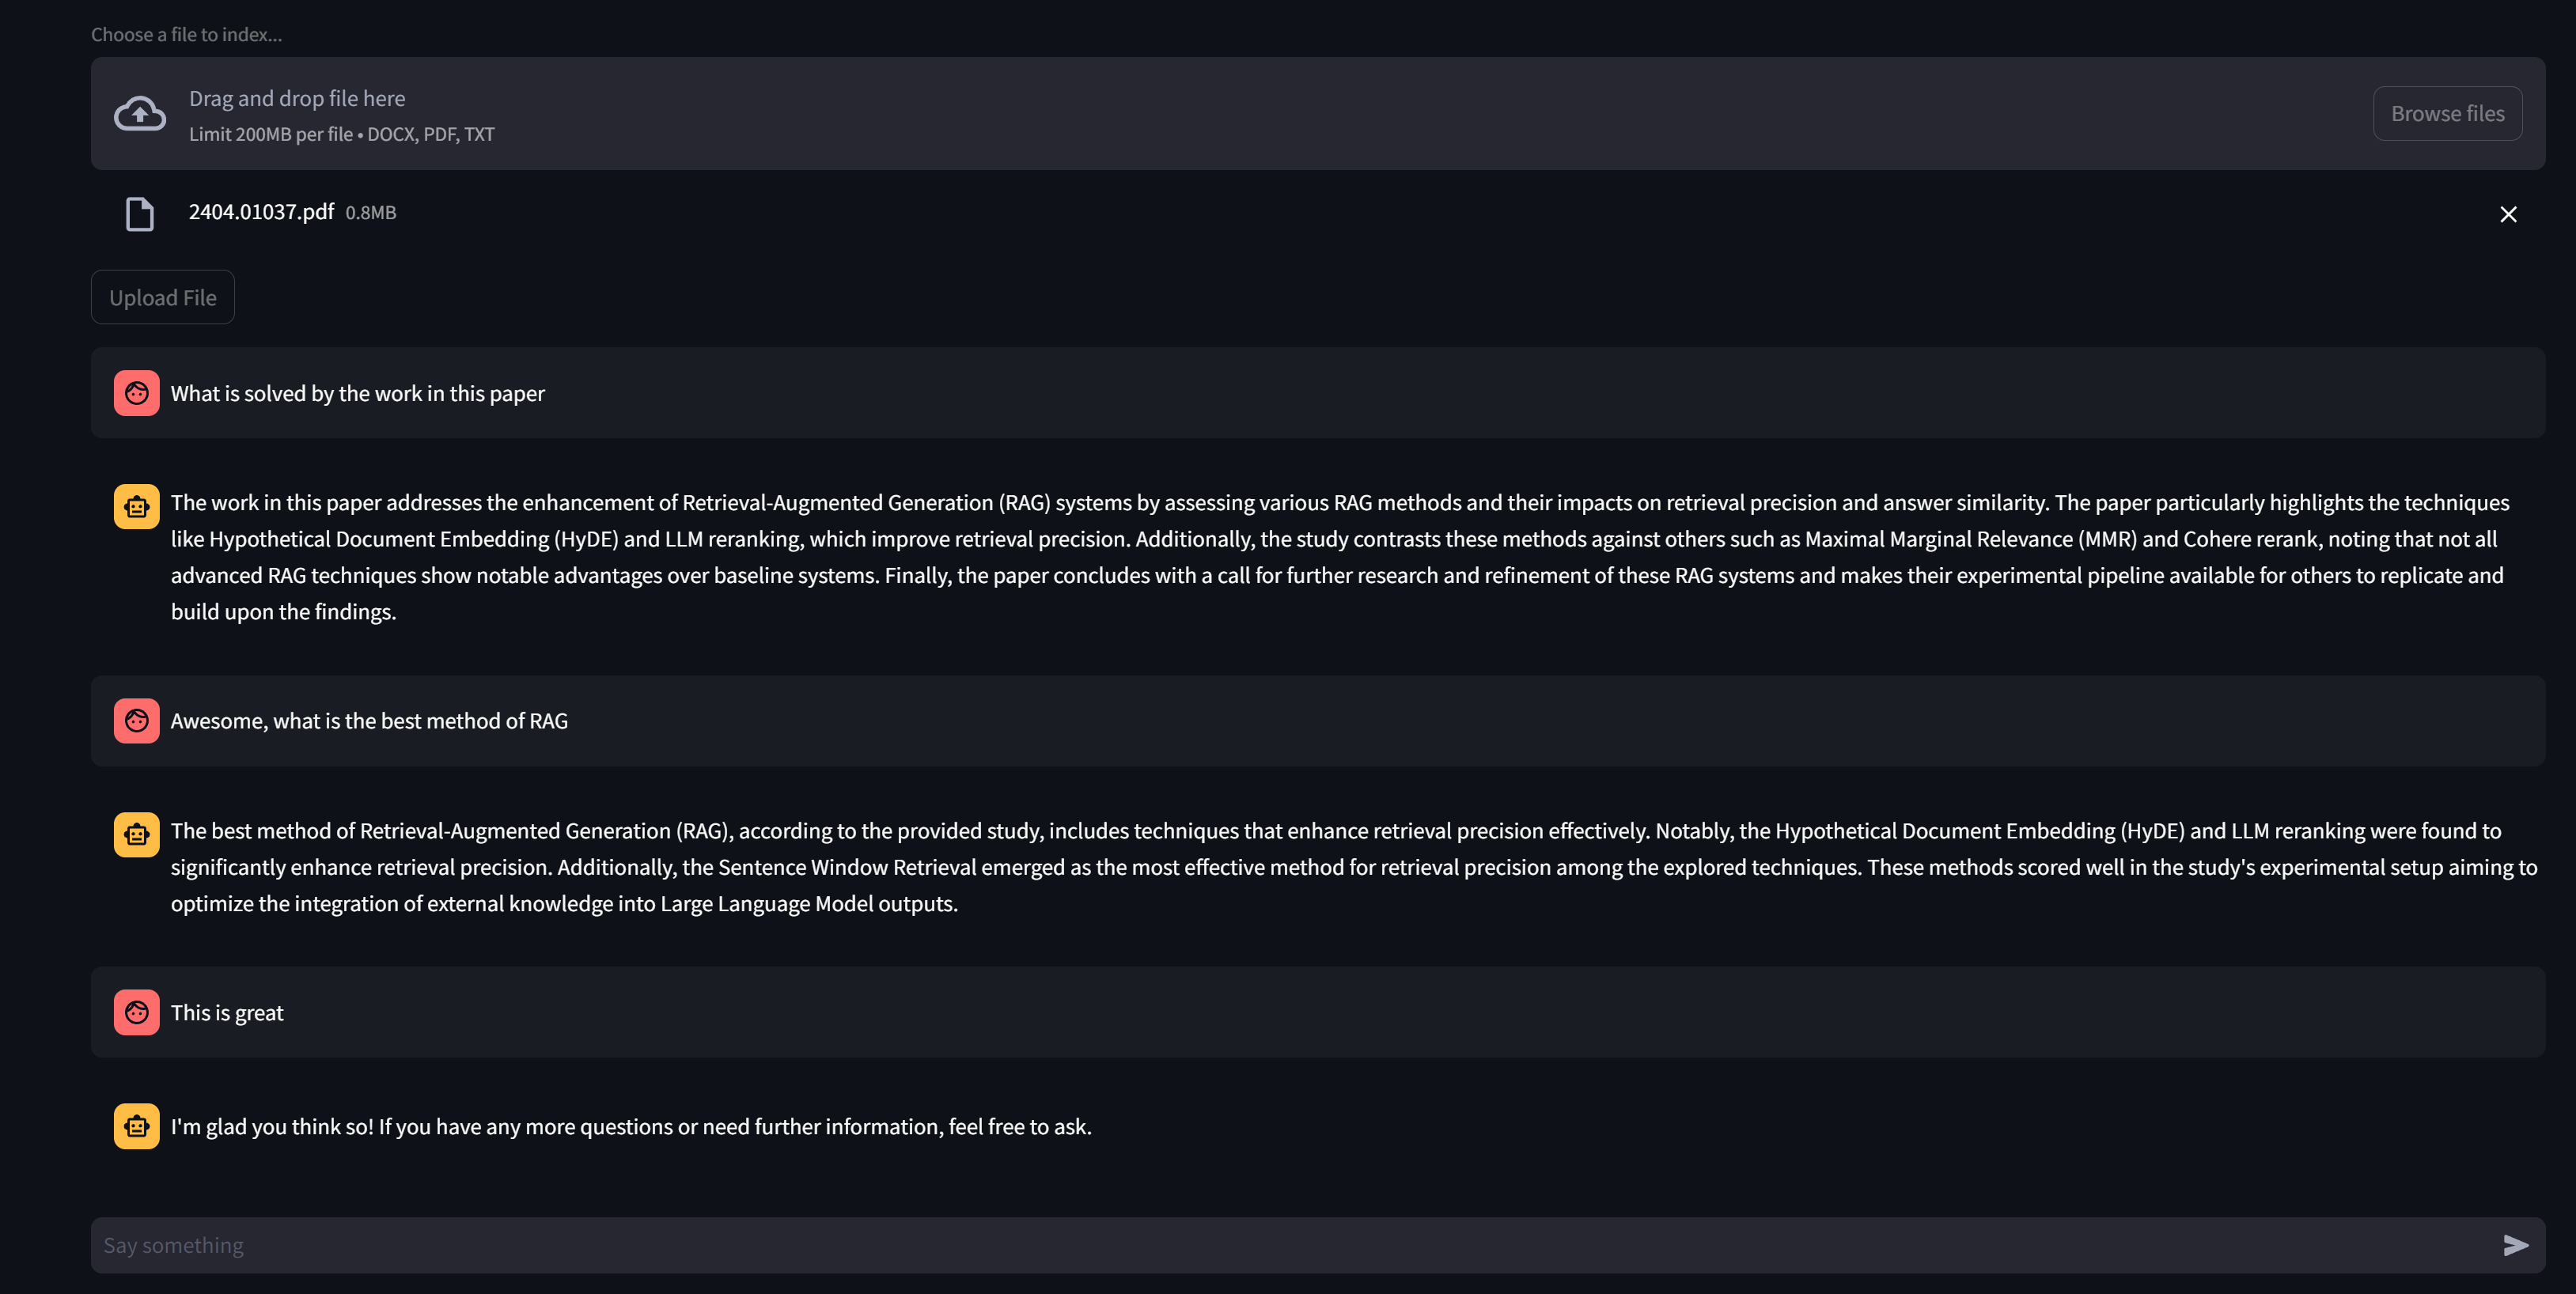 Choose a file to index...
Drag and drop file here
Limit 200MB per file • DOCX, PDF, TXT
Browse files
2404.01037.pdf 0.8MB
Upload File
What is solved by the work in this paper
The work in this paper addresses the enhancement of Retrieval-Augmented Generation (RAG) systems by assessing various RAG methods and their impacts on retrieval precision and answer similarity. The paper particularly highlights the techniques
like Hypothetical Document Embedding (HyDE) and LLM reranking, which improve retrieval precision. Additionally, the study contrasts these methods against others such as Maximal Marginal Relevance (MMR) and Cohere rerank, noting that not all
advanced RAG techniques show notable advantages over baseline systems. Finally, the paper concludes with a call for further research and refinement of these RAG systems and makes their experimental pipeline available for others to replicate and
build upon the findings.
Awesome, what is the best method of RAG
The best method of Retrieval-Augmented Generation (RAG), according to the provided study, includes techniques that enhance retrieval precision effectively. Notably, the Hypothetical Document Embedding (HyDE) and LLM reranking were found to
significantly enhance retrieval precision. Additionally, the Sentence Window Retrieval emerged as the most effective method for retrieval precision among the explored techniques. These methods scored well in the study's experimental setup aiming to
optimize the integration of external knowledge into Large Language Model outputs.
This is great
I'm glad you think so! If you have any more questions or need further information, feel free to ask.
Say something